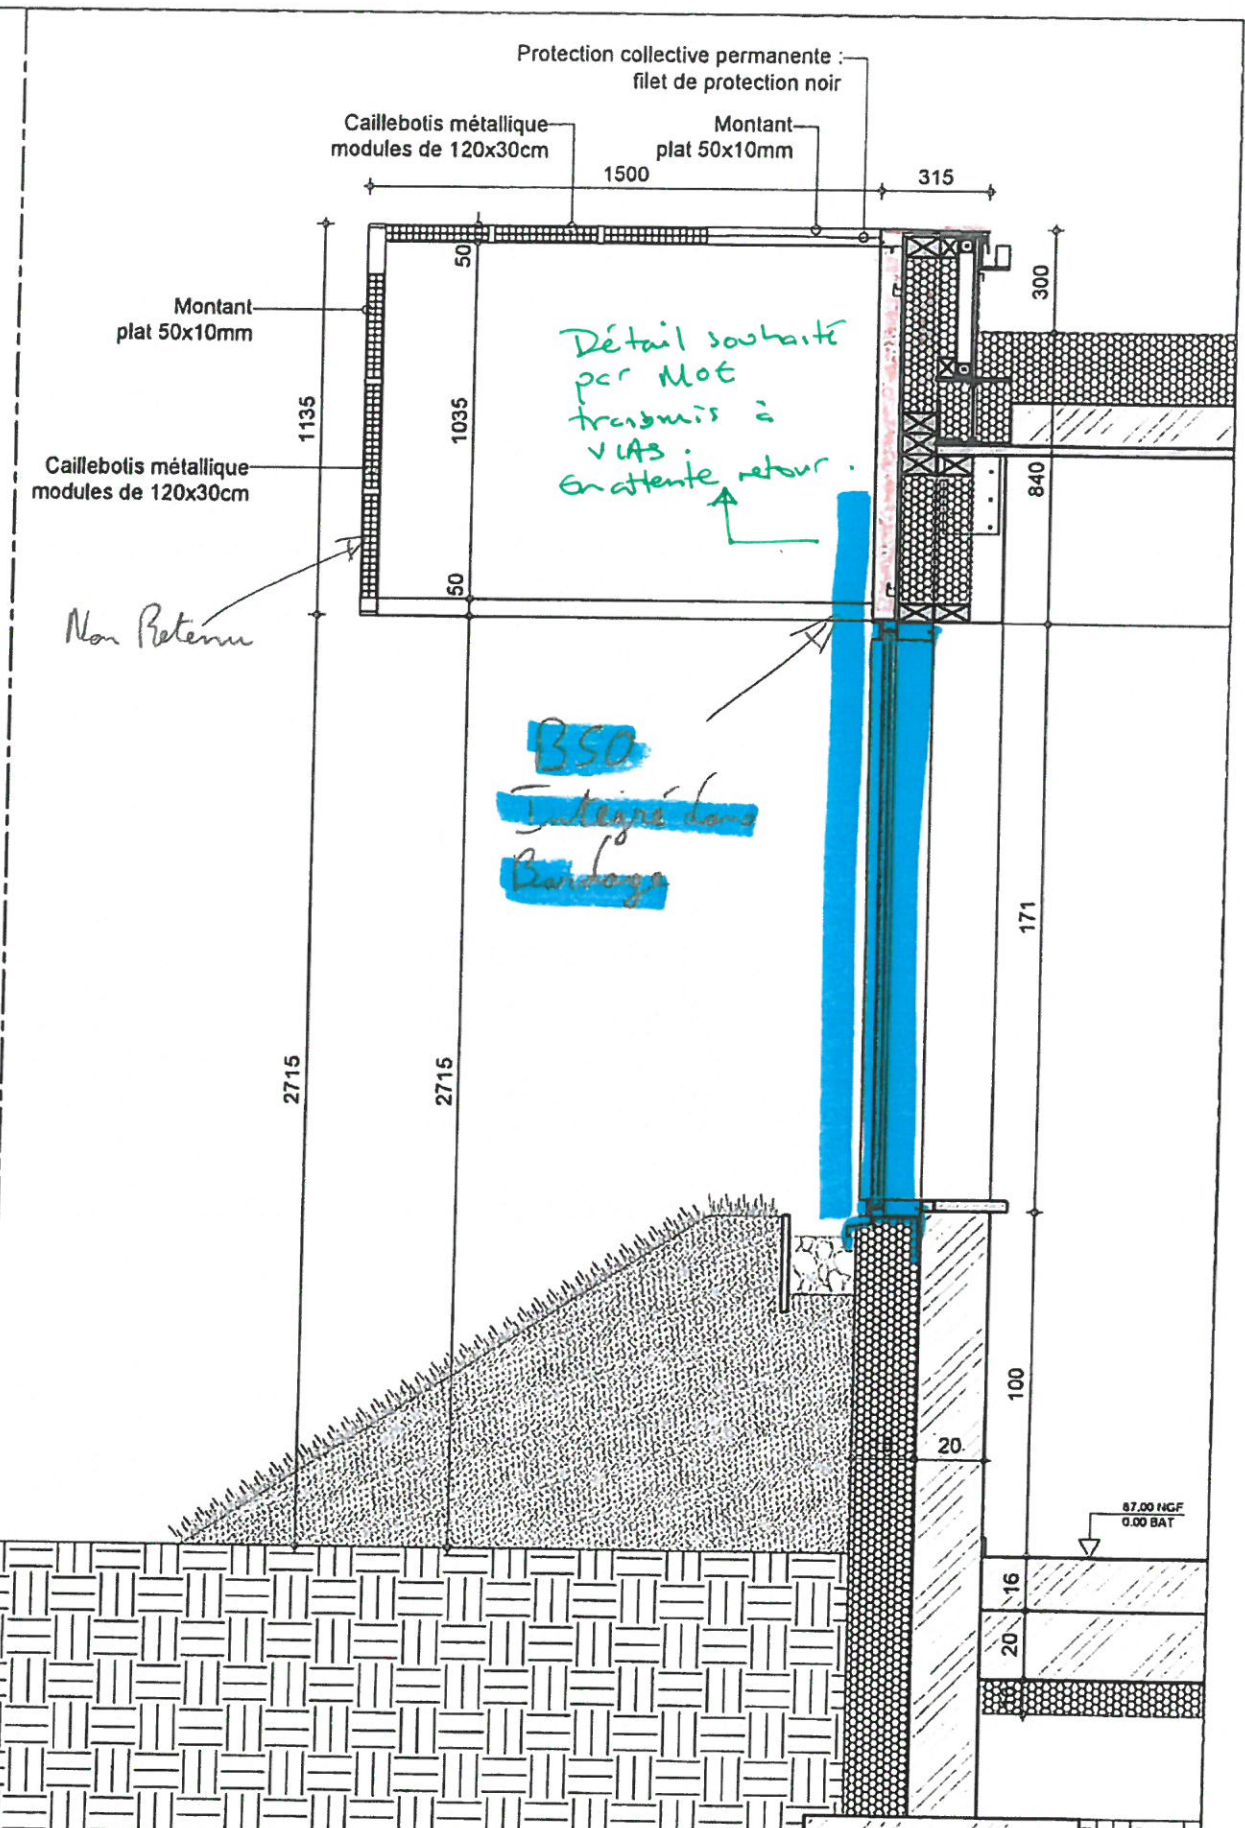 Protection collective permanente :
filet de protection noir
Caillebotis métallique
modules de 120x30cm
Montant
plat 50x10mm
1500
315
50
300
Montant
plat 50x10mm
Détail souhaité
par MOE
transmis à
VIAS.
En attente retour.
1135
1035
Caillebotis métallique
modules de 120x30cm
840
50
Non Retenu
BSO
Intégré dans
Bardage
171
2715
2715
100
20
87.00 NGF
0.00 BAT
16
20